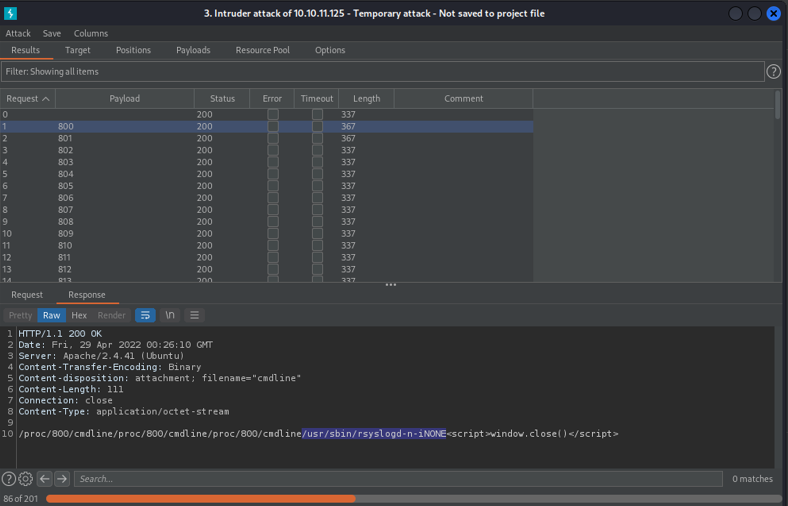 3. Intruder attack of 10.10.11.125 - Temporary attack - Not saved to project file
Attack Save Columns
Results Target Positions Payloads Resource Pool Options
Filter: Showing all items
Request Payload Status Error Timeout Length Comment
0 200 337
1 800 200 367
2 801 200 367
3 802 200 337
4 803 200 337
5 804 200 337
6 805 200 337
7 806 200 337
8 807 200 337
9 808 200 337
10 809 200 337
11 810 200 337
12 811 200 337
13 812 200 337
14 813 200 337
Request Response
Pretty Raw Hex Render \n
1 HTTP/1.1 200 OK
2 Date: Fri, 29 Apr 2022 00:26:10 GMT
3 Server: Apache/2.4.41 (Ubuntu)
4 Content-Transfer-Encoding: Binary
5 Content-disposition: attachment; filename="cmdline"
6 Content-Length: 111
7 Connection: close
8 Content-Type: application/octet-stream
9
10 /proc/800/cmdline/proc/800/cmdline/proc/800/cmdline/usr/sbin/rsyslogd-n-iNONE<script>window.close()</script>
Search... 0 matches
86 of 201